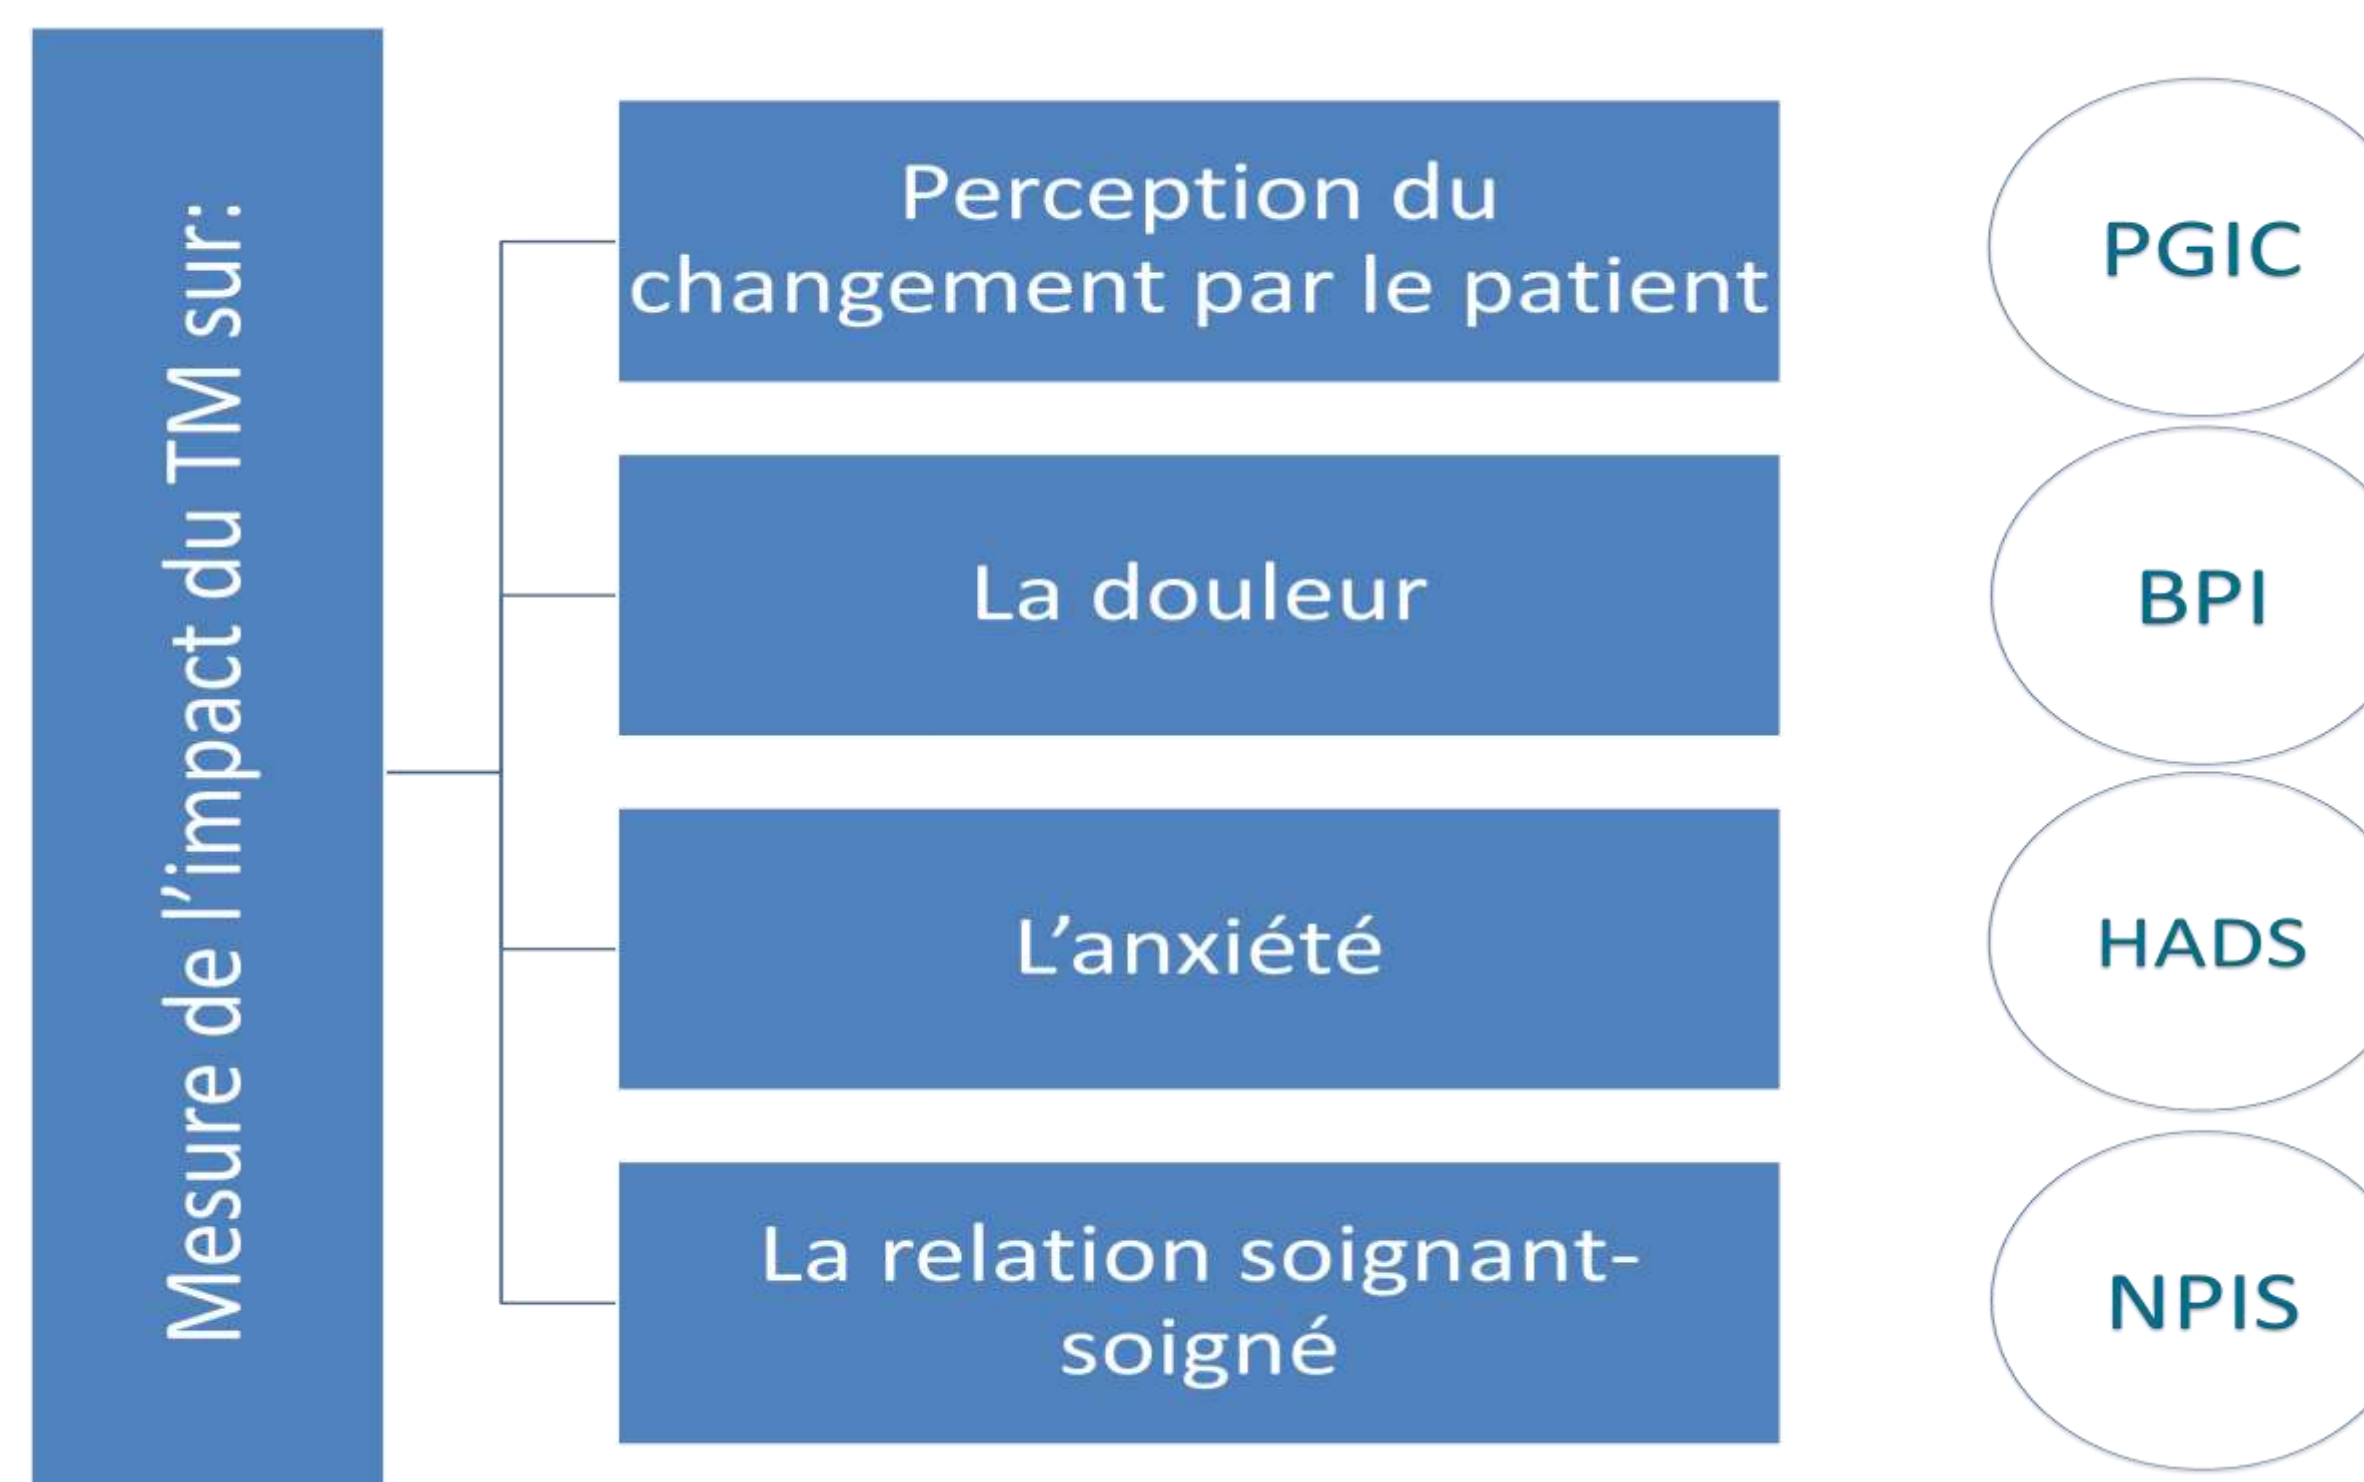 Mesure de l’impact du TM sur:
Perception du
changement par le patient
PGIC
La douleur
BPI
L’anxiété
HADS
La relation soignant-
soigné
NPIS